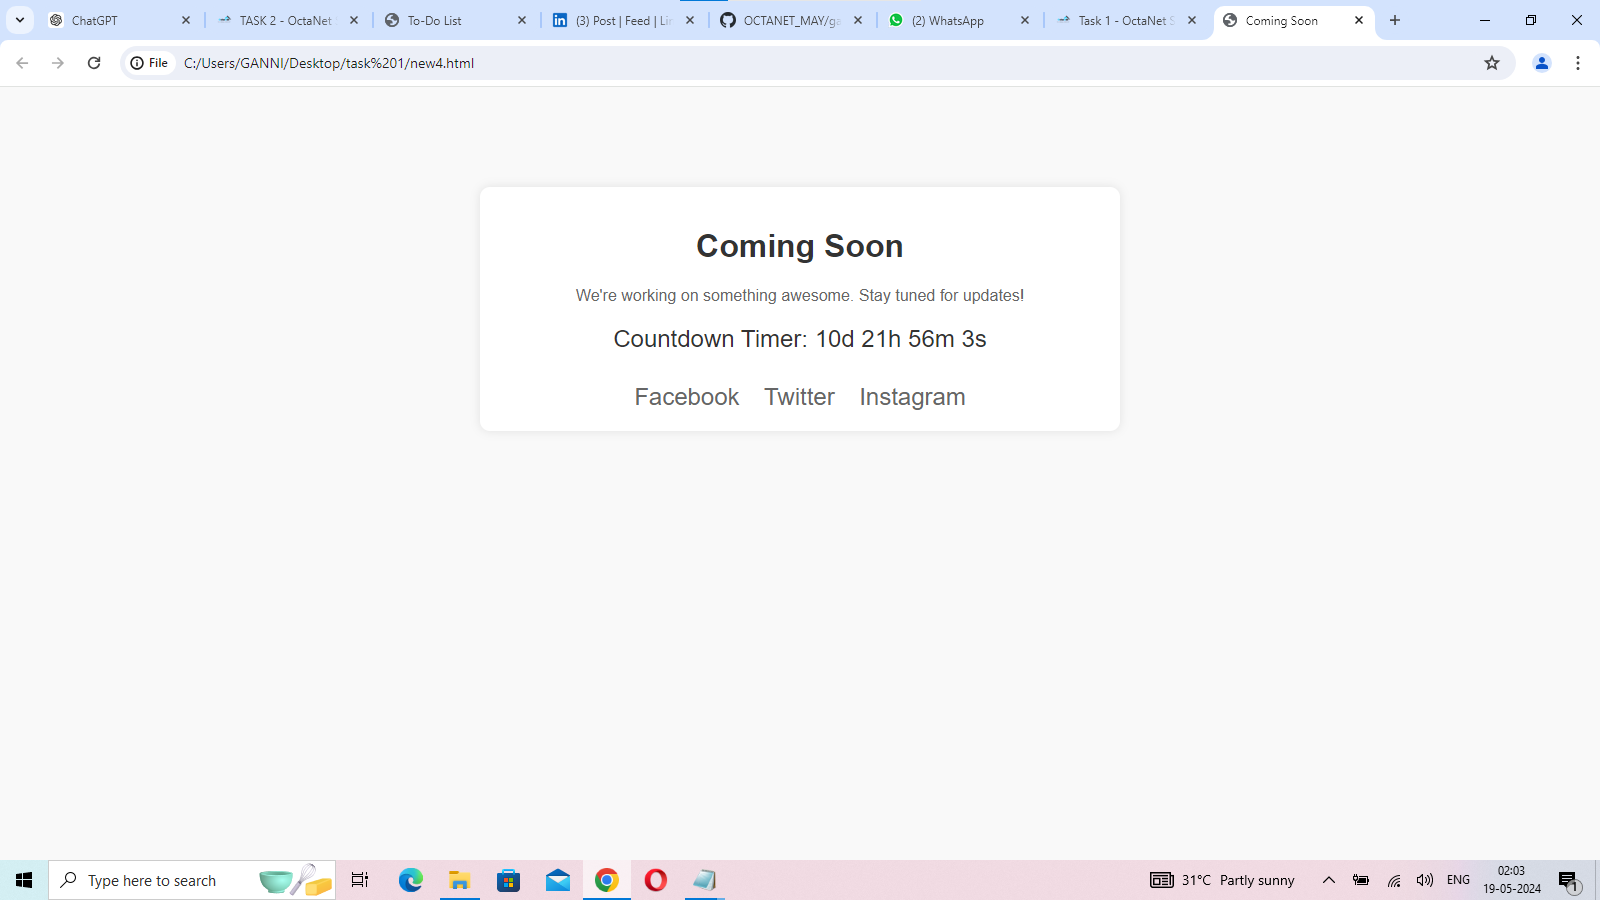 ChatGPT
TASK 2 - OctaNet
To-Do List
(3) Post | Feed | Lin
OCTANET_MAY/ga
(2) WhatsApp
Task 1 - OctaNet S
Coming Soon
File
C:/Users/GANNI/Desktop/task%201/new4.html
Coming Soon
We're working on something awesome. Stay tuned for updates!
Countdown Timer: 10d 21h 56m 3s
Facebook Twitter Instagram
Type here to search
31°C Partly sunny
ENG
02:03
19-05-2024
1